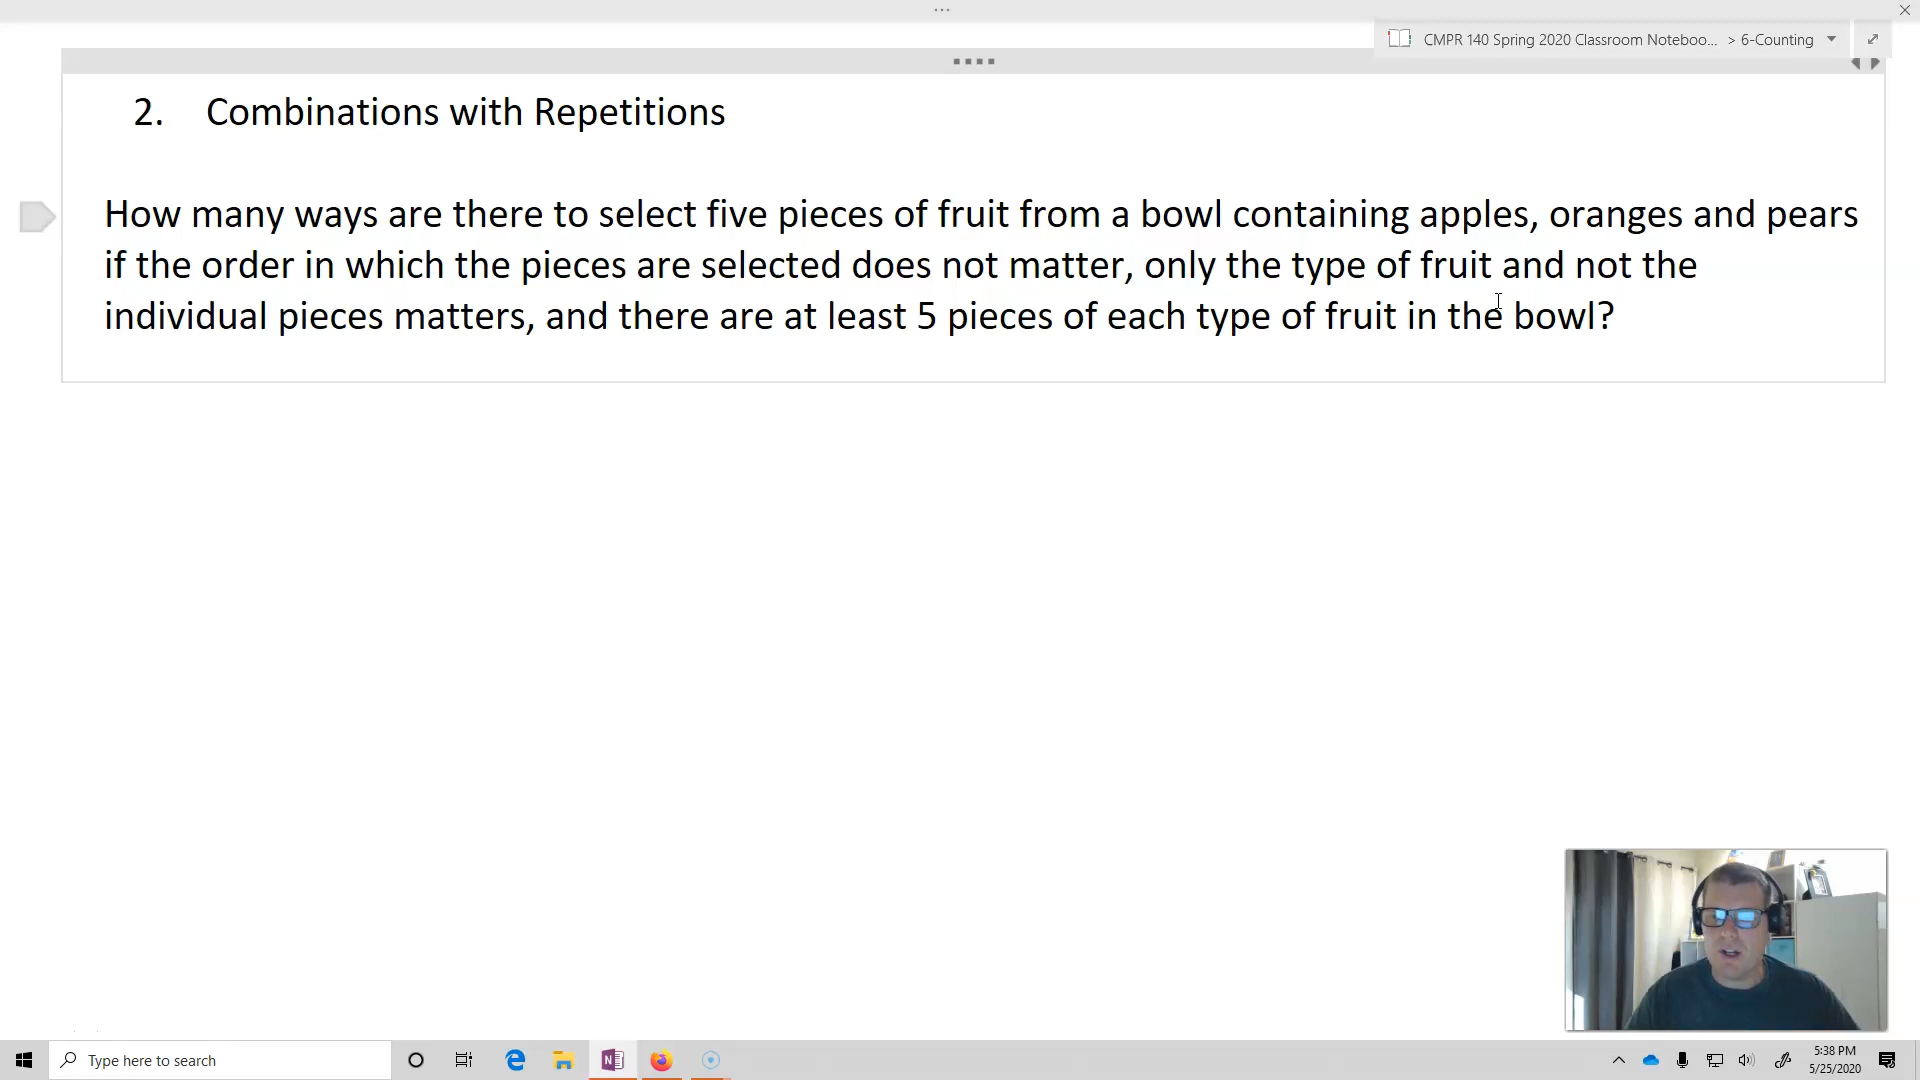 CMPR 140 Spring 2020 Classroom Noteboo... > 6-Counting
2. Combinations with Repetitions
How many ways are there to select five pieces of fruit from a bowl containing apples, oranges and pears
if the order in which the pieces are selected does not matter, only the type of fruit and not the
individual pieces matters, and there are at least 5 pieces of each type of fruit in the bowl?
Type here to search
5:38 PM
5/25/2020